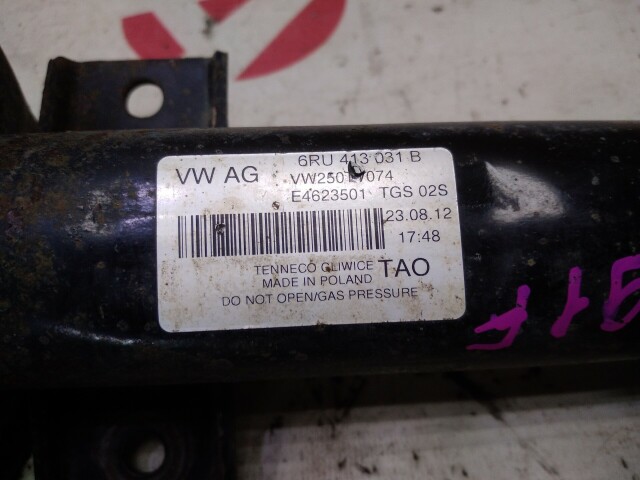 VW AG
6RU 413 031 B
VW250 7074
E4623501 TGS 02S
23.08.12
17:48
TENNECO GLIWICE TAO
MADE IN POLAND
DO NOT OPEN/GAS PRESSURE